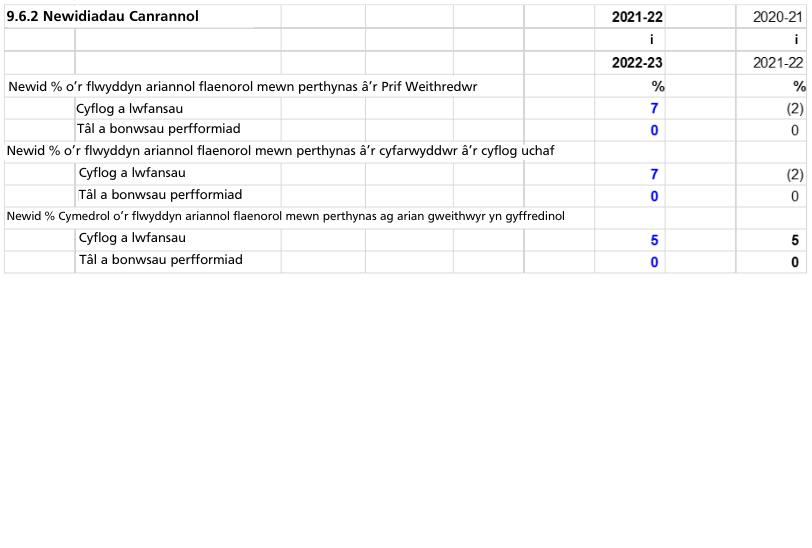 9.6.2 Newidiadau Canrannol 2021-22 2020-21
i i
2022-23 2021-22
Newid % o’r flwyddyn ariannol flaenorol mewn perthynas â’r Prif Weithredwr % %
Cyflog a lwfansau 7 (2)
Tâl a bonwsau perfformiad 0 0
Newid % o’r flwyddyn ariannol flaenorol mewn perthynas â’r cyfarwyddwr â’r cyflog uchaf
Cyflog a lwfansau 7 (2)
Tâl a bonwsau perfformiad 0 0
Newid % Cymedrol o’r flwyddyn ariannol flaenorol mewn perthynas ag arian gweithwyr yn gyffredinol
Cyflog a lwfansau 5 5
Tâl a bonwsau perfformiad 0 0